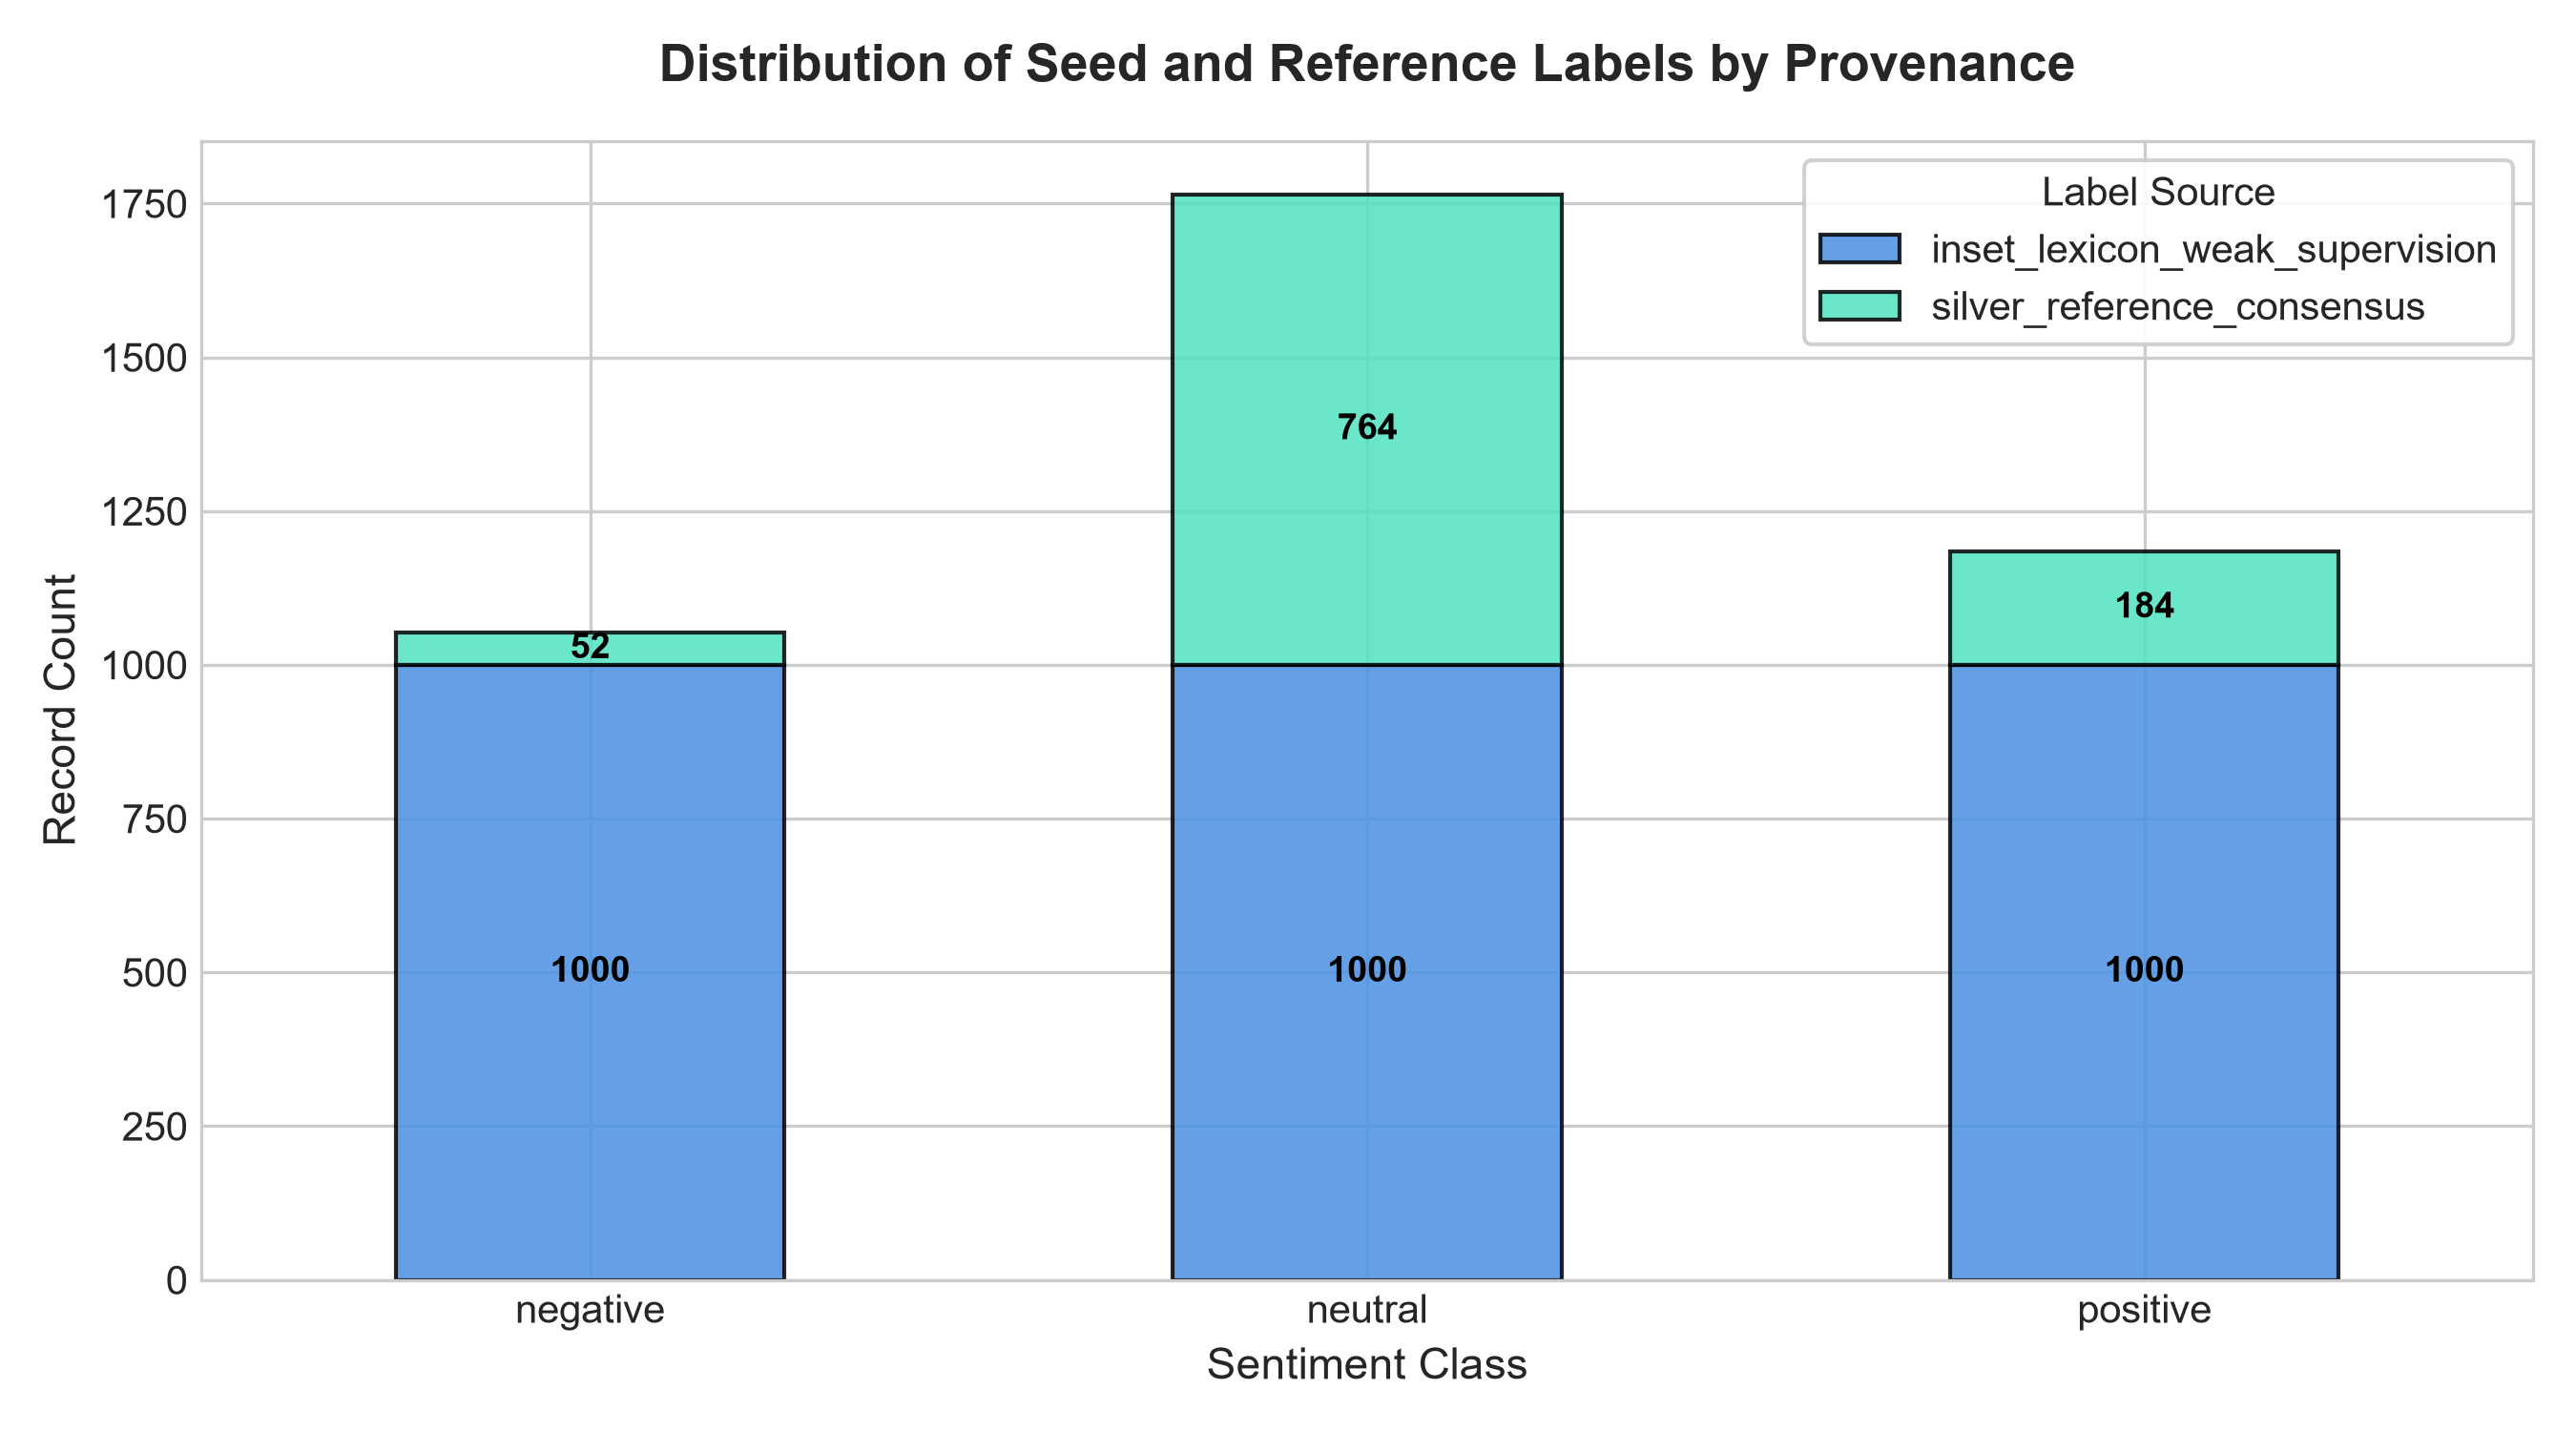 Distribution of Seed and Reference Labels by Provenance
Label Source
inset_lexicon_weak_supervision
silver_reference_consensus
Record Count
1750
1500
1250
1000
750
500
250
0
52
1000
764
1000
184
1000
negative
neutral
positive
Sentiment Class